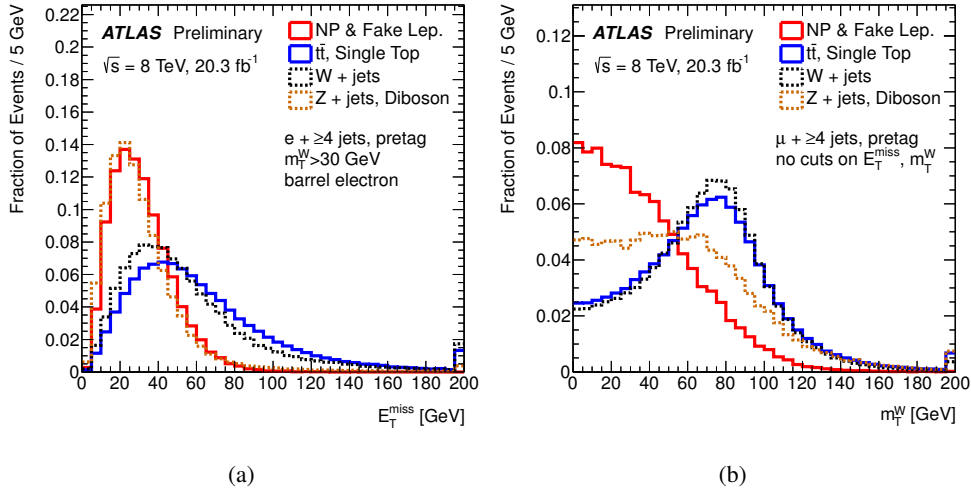 Fraction of Events / 5 GeV
0.22
0.2
0.18
0.16
0.14
0.12
0.1
0.08
0.06
0.04
0.02
0
ATLAS Preliminary
√s = 8 TeV, 20.3 fb⁻¹
NP & Fake Lep.
tt̄, Single Top
W + jets
Z + jets, Diboson
e + ≥4 jets, pretag
m_T^W>30 GeV
barrel electron
0 20 40 60 80 100 120 140 160 180 200
E_T^miss [GeV]
(a)
Fraction of Events / 5 GeV
0.12
0.1
0.08
0.06
0.04
0.02
0
ATLAS Preliminary
√s = 8 TeV, 20.3 fb⁻¹
NP & Fake Lep.
tt̄, Single Top
W + jets
Z + jets, Diboson
μ + ≥4 jets, pretag
no cuts on E_T^miss, m_T^W
0 20 40 60 80 100 120 140 160 180 200
m_T^W [GeV]
(b)